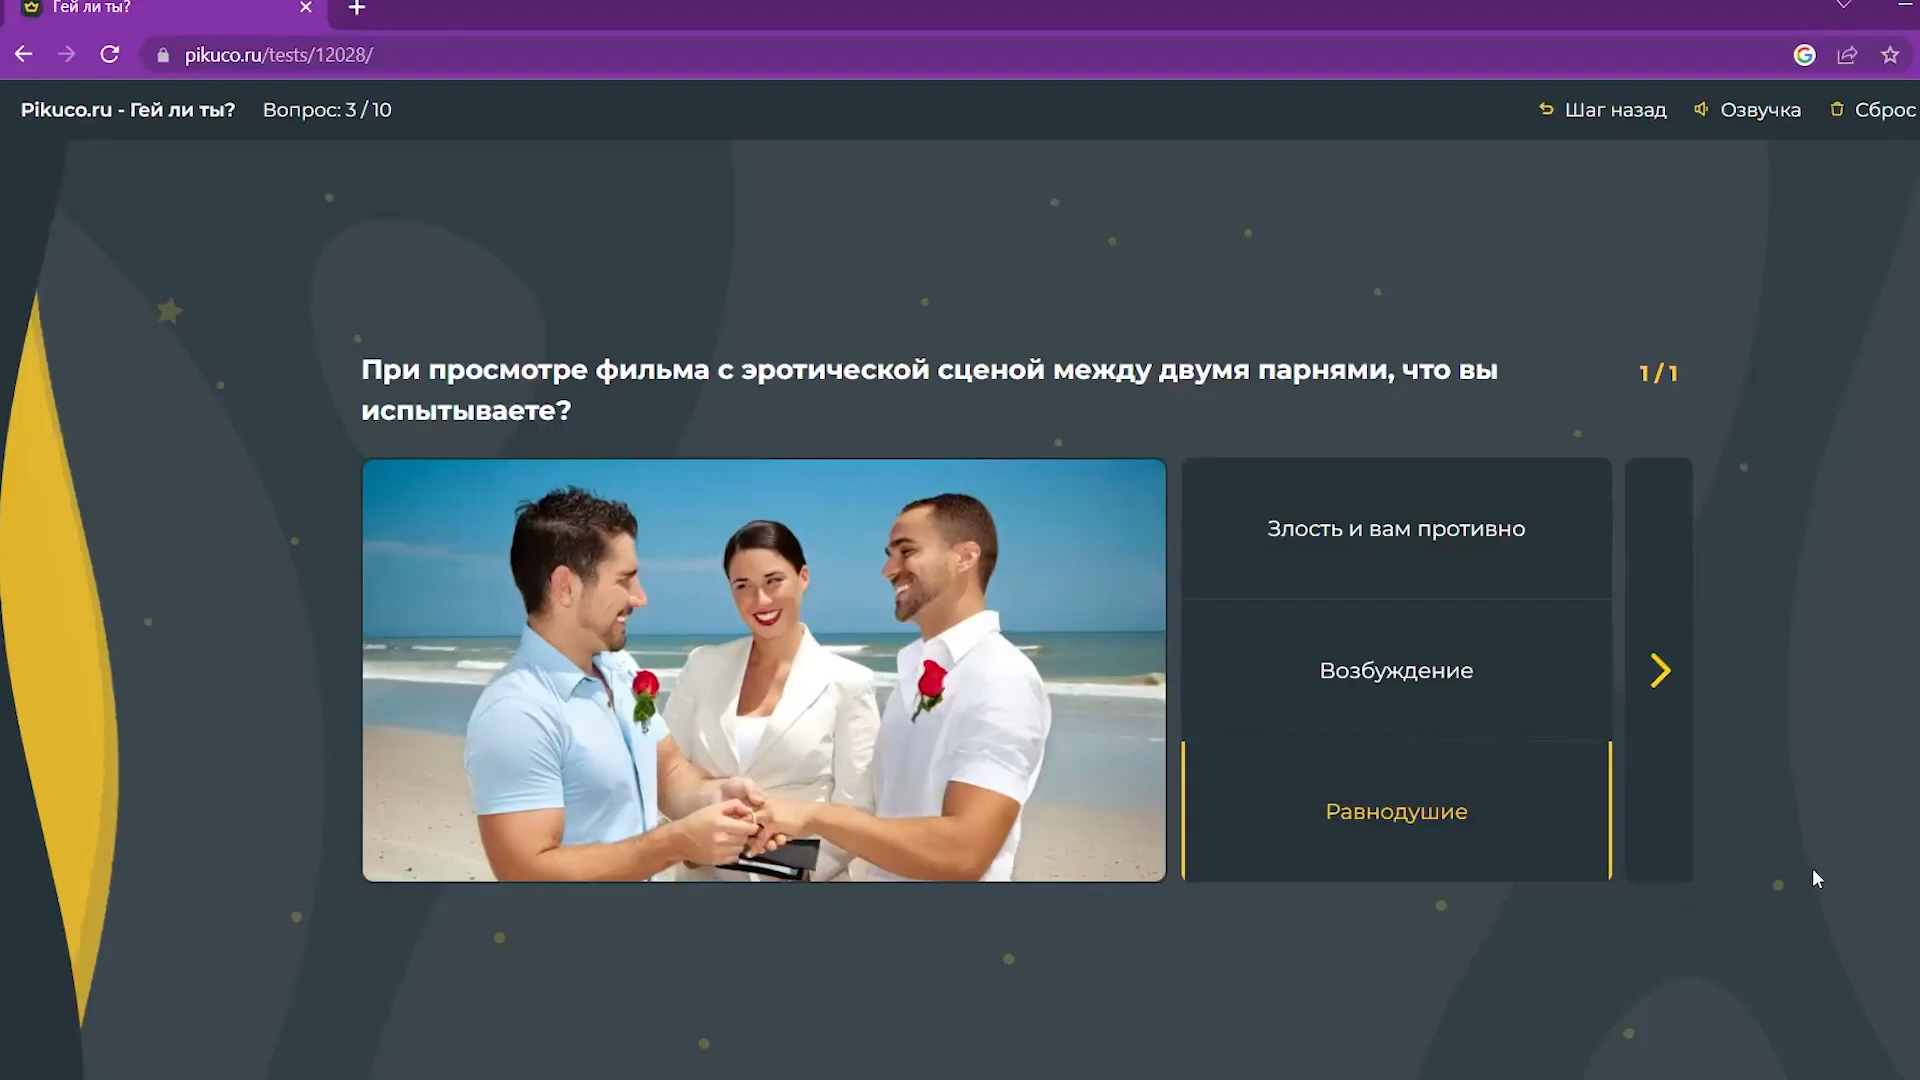 Гей ли ты?
pikuco.ru/tests/12028/
Pikuco.ru - Гей ли ты? Вопрос: 3 / 10 Шаг назад Озвучка Сброс
При просмотре фильма с эротической сценой между двумя парнями, что вы
испытываете?
1 / 1
Злость и вам противно
Возбуждение
Равнодушие